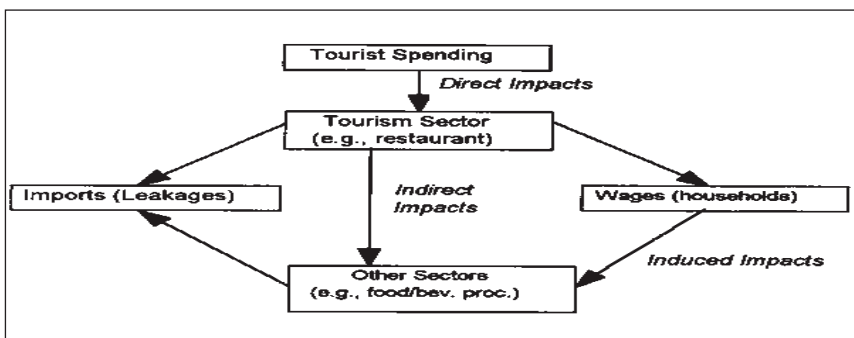 Tourist Spending
Direct Impacts
Tourism Sector
(e.g., restaurant)
Imports (Leakages)
Indirect
Impacts
Wages (households)
Induced Impacts
Other Sectors
(e.g., food/bev. proc.)